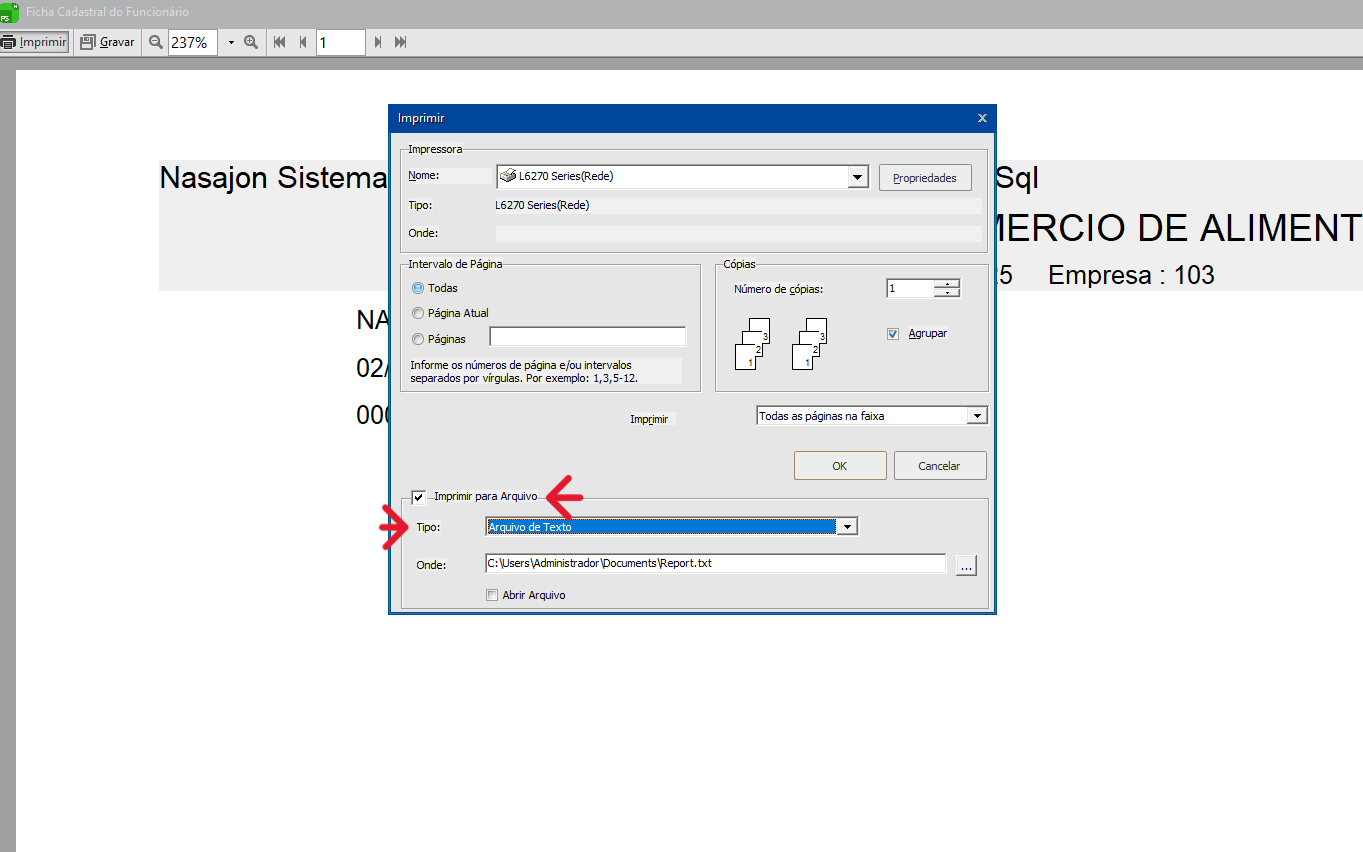 Ficha Cadastral do Funcionário
Imprimir Gravar 237% 1
Imprimir
Impressora
Nasajon Sistema
Nome: L6270 Series(Rede) Propriedades
Sql
Tipo: L6270 Series(Rede)
Onde:
MERCIO DE ALIMENT
Intervalo de Página
Cópias
25 Empresa : 103
Todas
Número de cópias: 1
Página Atual
NA
Páginas
3 2 1 3 2 1
Agrupar
Informe os números de página e/ou intervalos
separados por vírgulas. Por exemplo: 1,3,5-12.
02/
000
Imprimir Todas as páginas na faixa
OK Cancelar
Imprimir para Arquivo
Tipo: Arquivo de Texto
Onde: C:\Users\Administrador\Documents\Report.txt ...
Abrir Arquivo